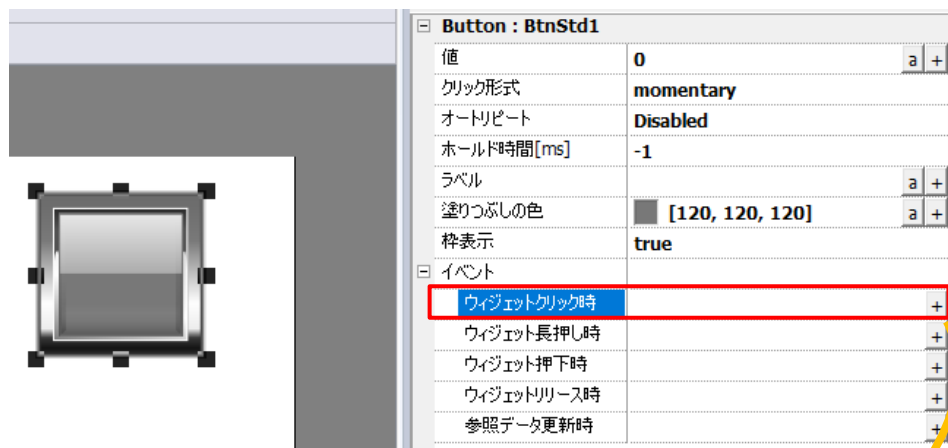 Button : BtnStd1
値 0 a +
クリック形式 momentary
オートリピート Disabled
ホールド時間[ms] -1
ラベル a +
塗りつぶしの色 [120, 120, 120] a +
枠表示 true
イベント
ウィジェットクリック時 +
ウィジェット長押し時 +
ウィジェット押下時 +
ウィジェットリリース時 +
参照データ更新時 +